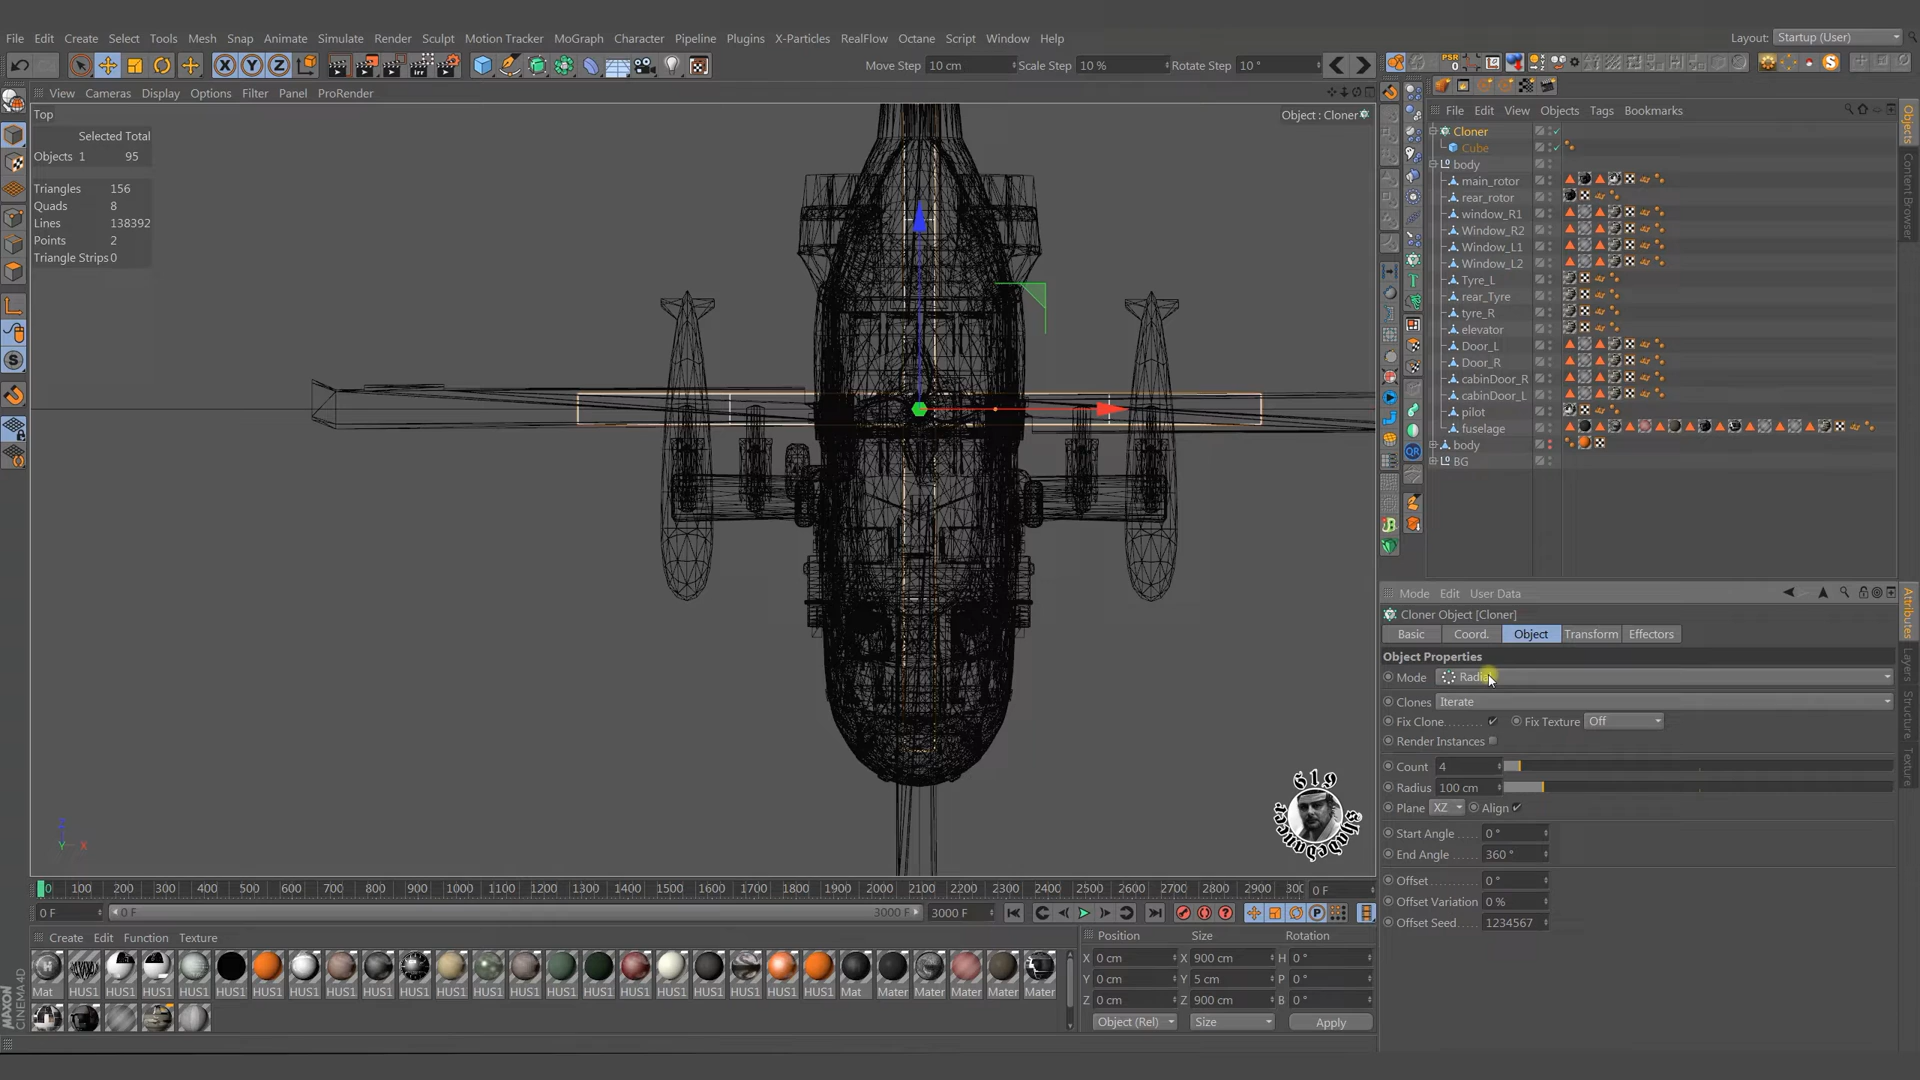 File Edit Create Select Tools Mesh Snap Animate Simulate Render Sculpt Motion Tracker MoGraph Character Pipeline Plugins X-Particles RealFlow Octane Script Window Help
Layout: Startup (User)
Move Step 10 cm Scale Step 10 % Rotate Step 10 °
PSR
View Cameras Display Options Filter Panel ProRender
Top
Object : Cloner
Selected Total
Objects 1 95
Triangles 156
Quads 8
Lines 138392
Points 2
Triangle Strips 0
File Edit View Objects Tags Bookmarks
Cloner
Cube
body
main_rotor
rear_rotor
window_R1
Window_R2
Window_L1
Window_L2
Tyre_L
rear_Tyre
tyre_R
elevator
Door_L
Door_R
cabinDoor_R
cabinDoor_L
pilot
fuselage
body
BG
Objects
Content Browser
Mode Edit User Data
Cloner Object [Cloner]
Basic Coord. Object Transform Effectors
Object Properties
Mode Radial
Clones Iterate
Fix Clone Fix Texture Off
Render Instances
Count 4
Radius 100 cm
Plane XZ Align
Start Angle 0 °
End Angle 360 °
Offset 0 °
Offset Variation 0 %
Offset Seed 1234567
Attributes
Layers
Structure
Texture
Z
Y X
0 100 200 300 400 500 600 700 800 900 1000 1100 1200 1300 1400 1500 1600 1700 1800 1900 2000 2100 2200 2300 2400 2500 2600 2700 2800 2900 300 0 F
0 F 0 F 3000 F 3000 F
Create Edit Function Texture
Mat HUS1 HUS1 HUS1 HUS1 HUS1 HUS1 HUS1 HUS1 HUS1 HUS1 HUS1 HUS1 HUS1 HUS1 HUS1 HUS1 HUS1 HUS1 HUS1 HUS1 HUS1 Mat Mater Mater Mater Mater Mater
Position Size Rotation
X 0 cm X 900 cm H 0 °
Y 0 cm Y 5 cm P 0 °
Z 0 cm Z 900 cm B 0 °
Object (Rel) Size Apply
MAXON
CINEMA 4D